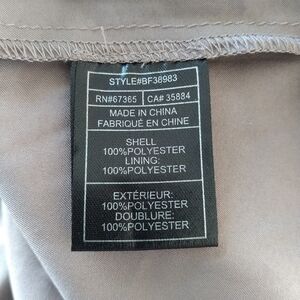 STYLE#BF38983
RN#67365 CA# 35884
MADE IN CHINA
FABRIQUÉ EN CHINE
SHELL
100%POLYESTER
LINING:
100%POLYESTER
EXTÉRIEUR:
100%POLYESTER
DOUBLURE:
100%POLYESTER